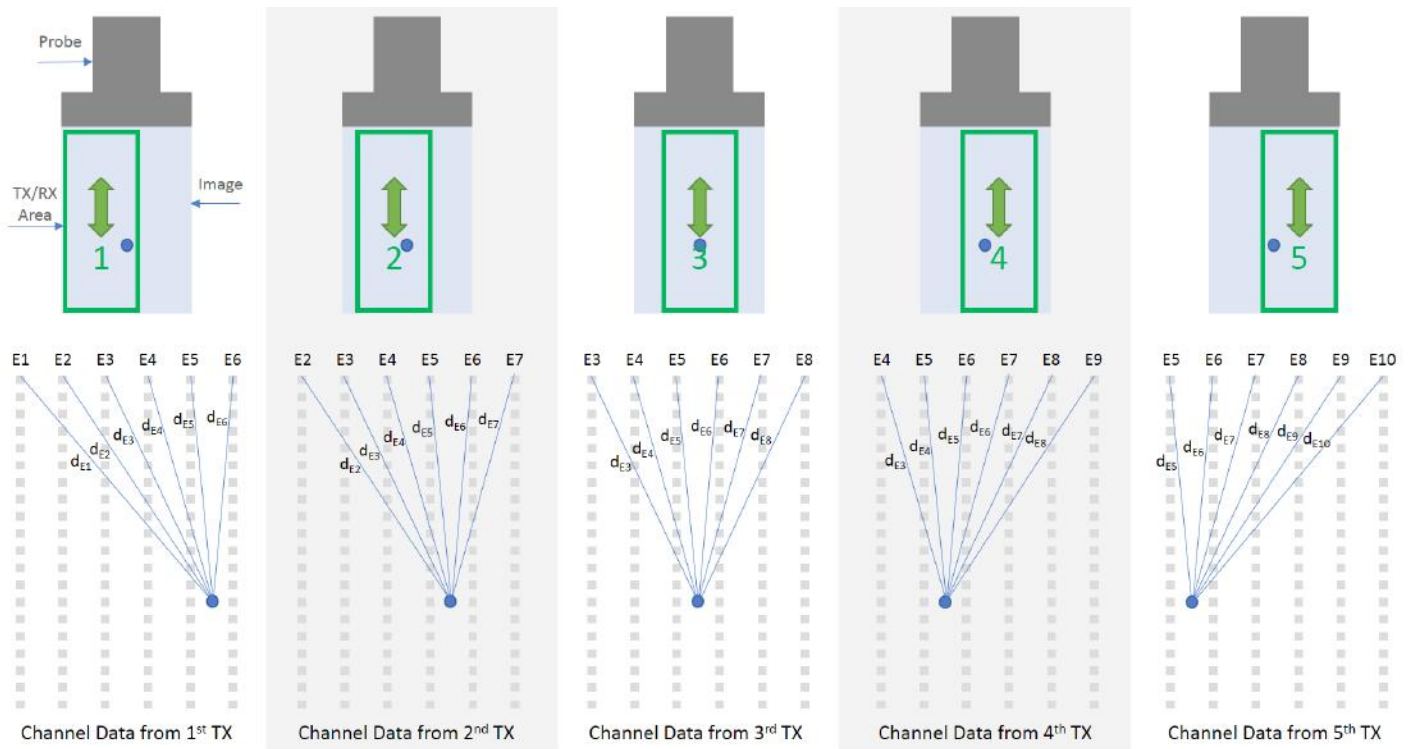 Probe
TX/RX
Area
Image
1
2
3
4
5
E1 E2 E3 E4 E5 E6
dE1 dE2 dE3 dE4 dE5 dE6
Channel Data from 1st TX
E2 E3 E4 E5 E6 E7
dE2 dE3 dE4 dE5 dE6 dE7
Channel Data from 2nd TX
E3 E4 E5 E6 E7 E8
dE3 dE4 dE5 dE6 dE7 dE8
Channel Data from 3rd TX
E4 E5 E6 E7 E8 E9
dE3 dE4 dE5 dE6 dE7 dE8
Channel Data from 4th TX
E5 E6 E7 E8 E9 E10
dE5 dE6 dE7 dE8 dE9 dE10
Channel Data from 5th TX